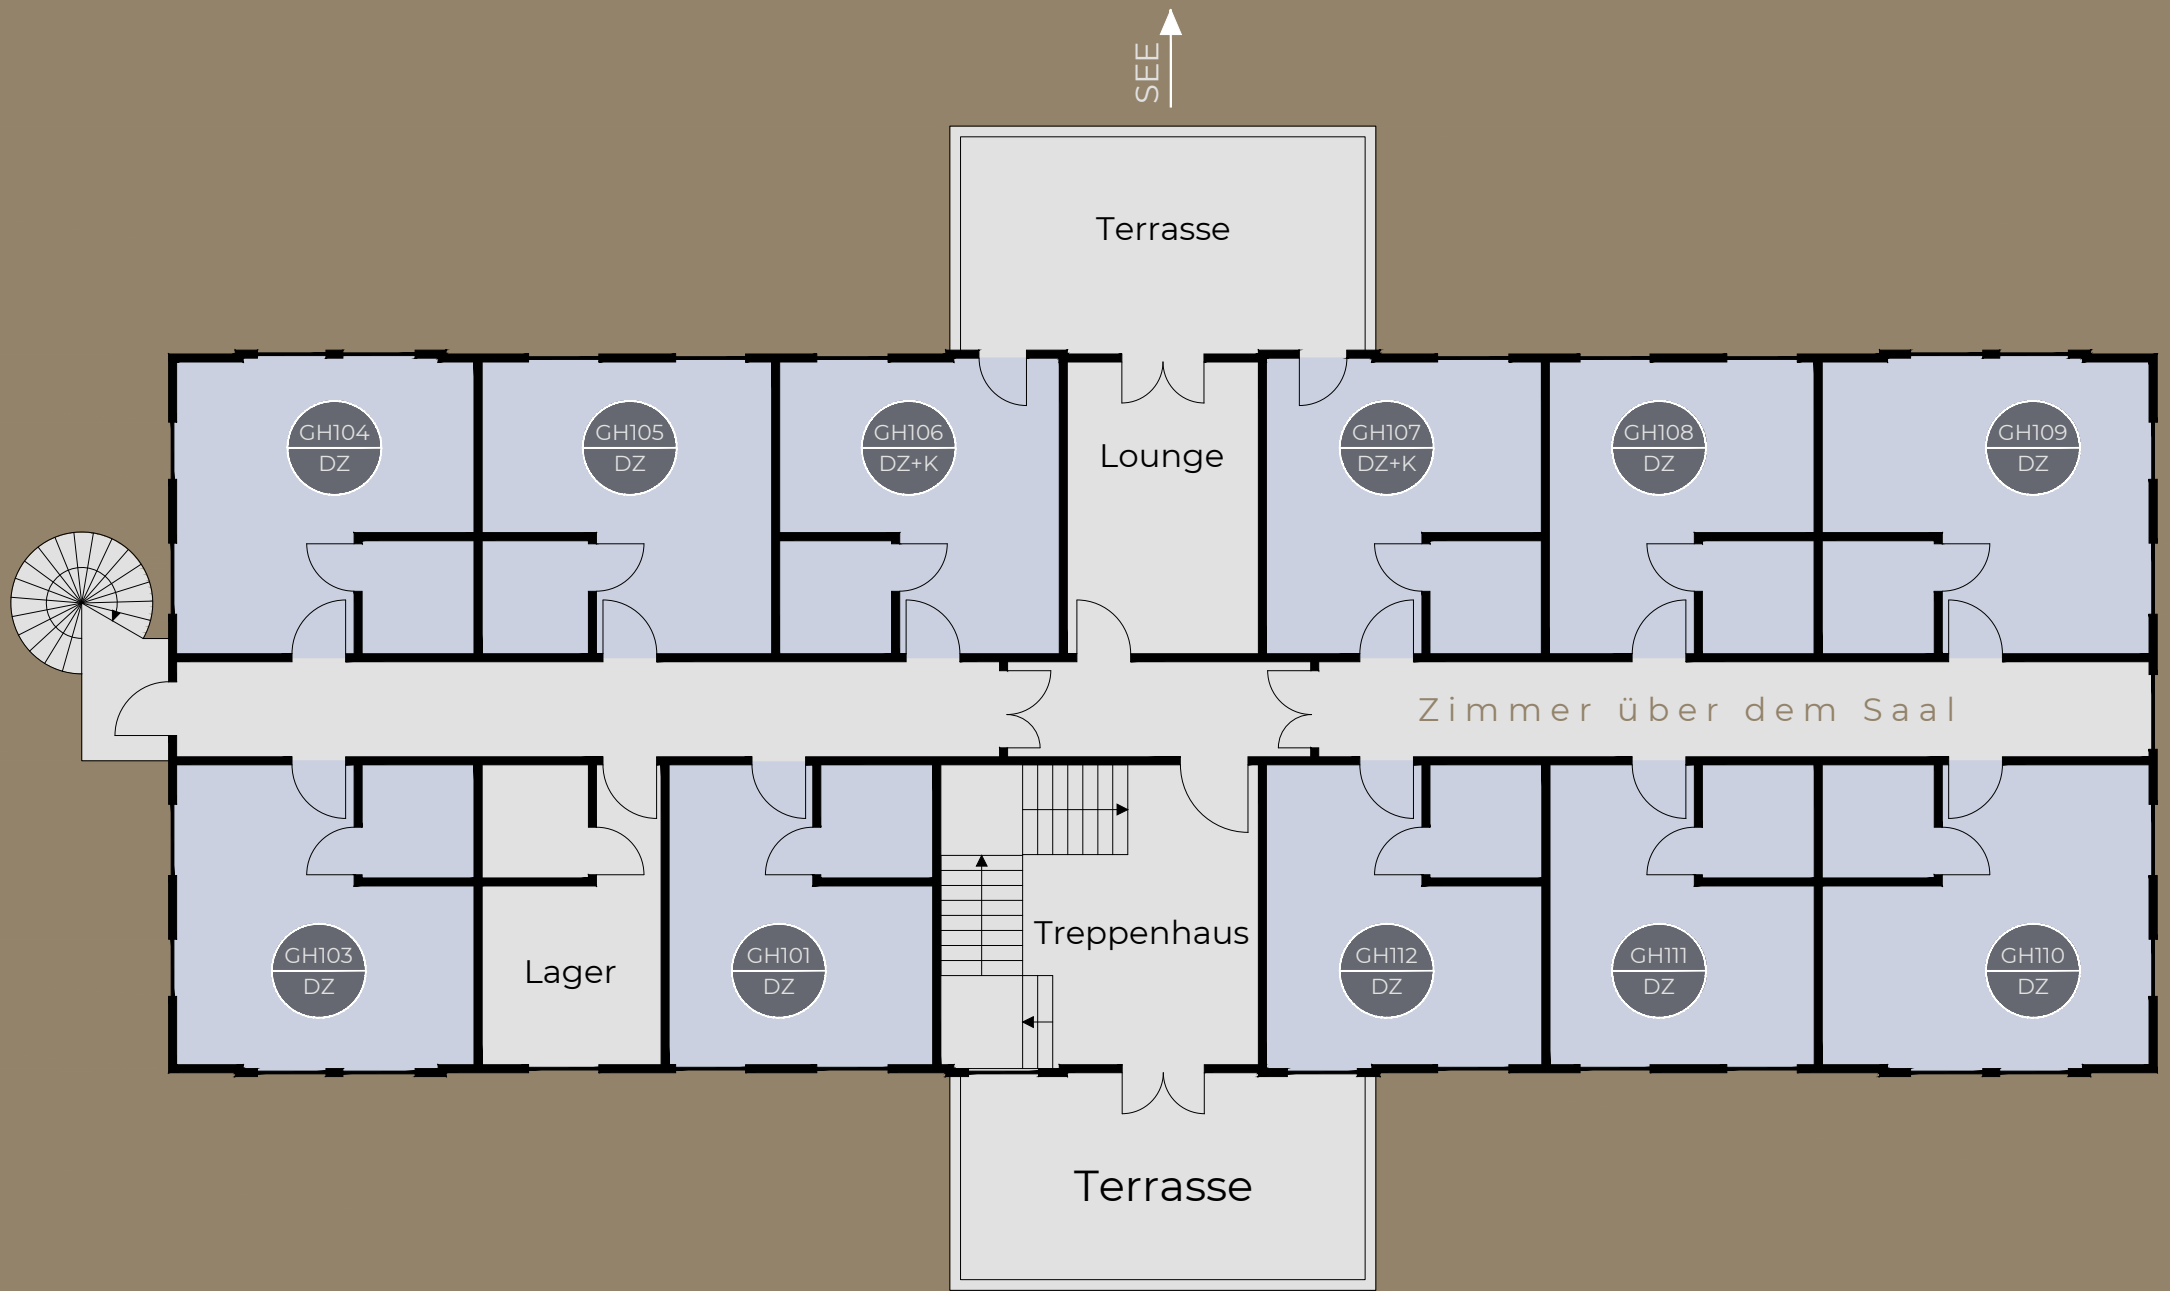 SEE
Terrasse
GH104
DZ
GH105
DZ
GH106
DZ+K
Lounge
GH107
DZ+K
GH108
DZ
GH109
DZ
Zimmer über dem Saal
GH103
DZ
Lager
GH101
DZ
Treppenhaus
GH112
DZ
GH111
DZ
GH110
DZ
Terrasse